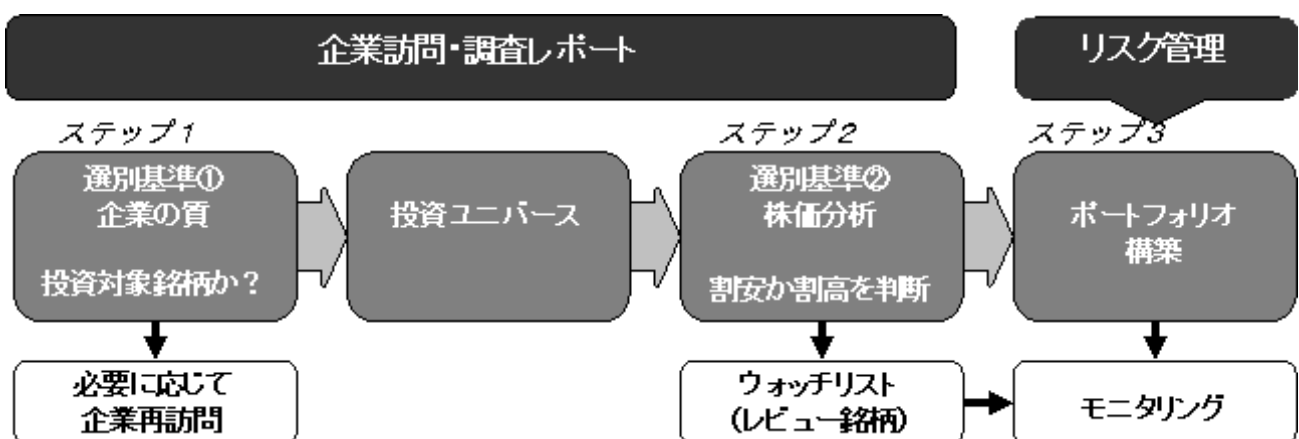 企業訪問・調査レポート
リスク管理
ステップ1
選別基準①
企業の質
投資対象銘柄か？
投資ユニバース
ステップ2
選別基準②
株価分析
割安か割高を判断
ステップ3
ポートフォリオ
構築
必要に応じて
企業再訪問
ウォッチリスト
(レビュー銘柄)
モニタリング